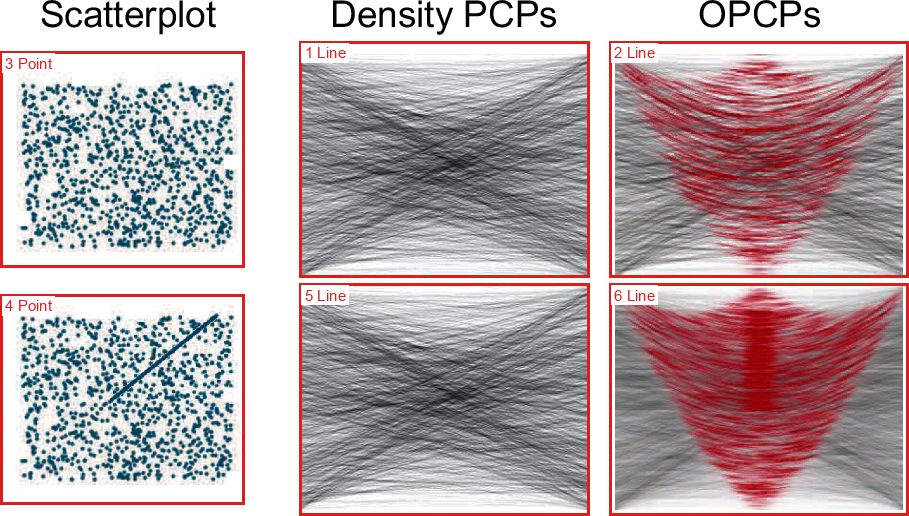 Scatterplot
Density PCPs
OPCPs
3 Point
1 Line
2 Line
4 Point
5 Line
6 Line